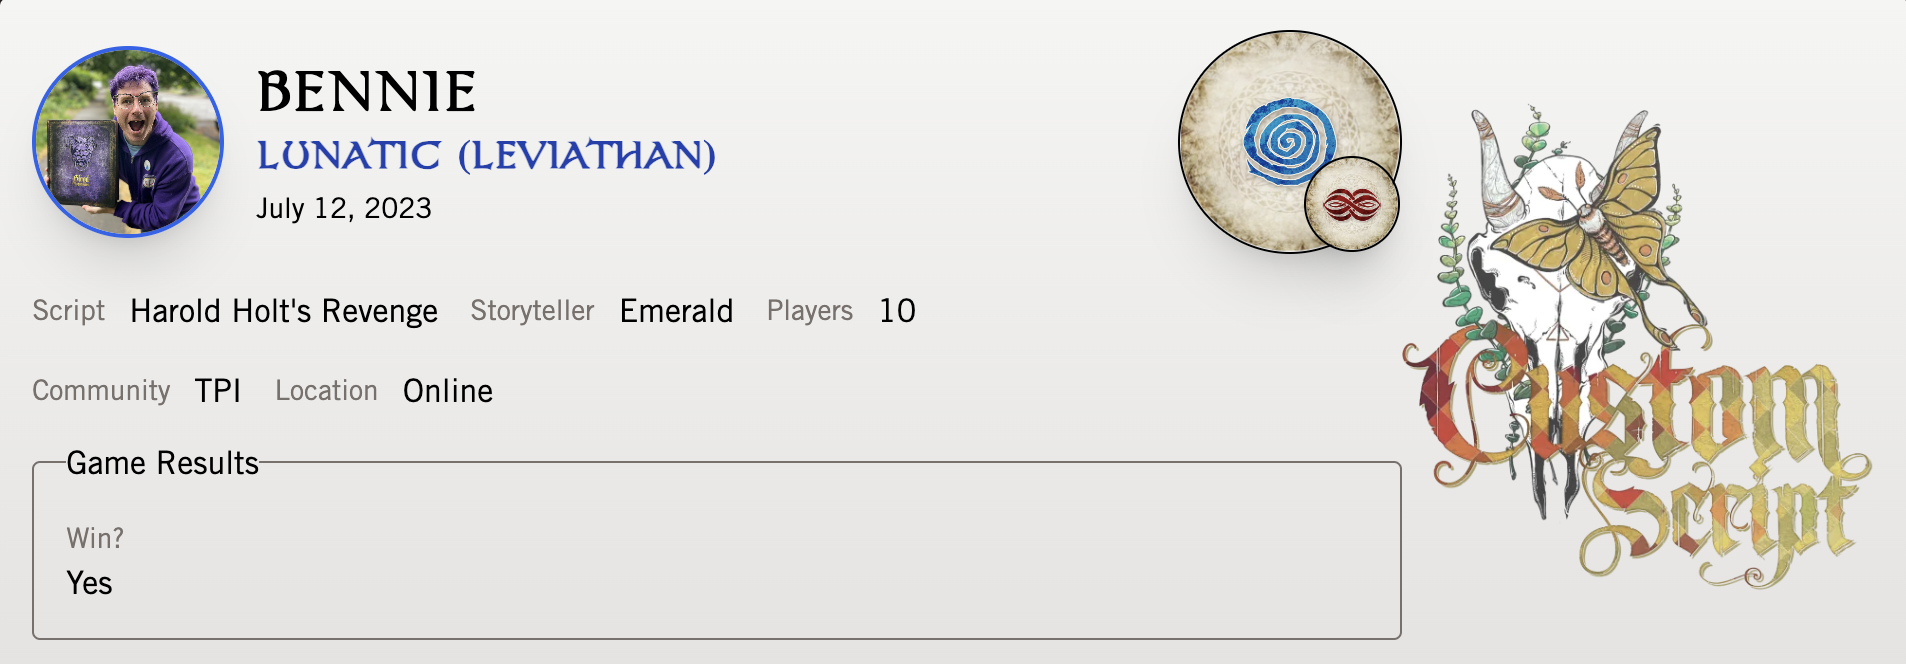 BENNIE
LUNATIC (LEVIATHAN)
July 12, 2023
Script Harold Holt's Revenge Storyteller Emerald Players 10
Community TPI Location Online
Game Results
Win?
Yes
Custom
Script